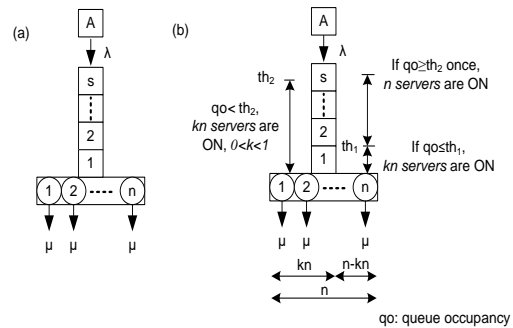 (a)
A
λ
s
2
1
1 2 n
μ μ μ
(b)
A
λ
th2
s
2
th1
1
qo< th2,
kn servers are
ON, 0<k<1
If qo≥th2 once,
n servers are ON
If qo≤th1,
kn servers are ON
1 2 n
μ μ μ
kn n-kn
n
qo: queue occupancy